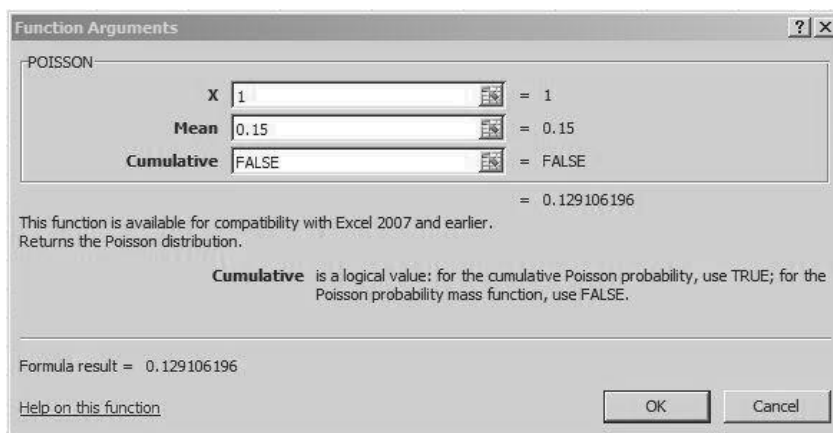 Function Arguments
POISSON
X 1 = 1
Mean 0.15 = 0.15
Cumulative FALSE = FALSE
= 0.129106196
This function is available for compatibility with Excel 2007 and earlier.
Returns the Poisson distribution.
Cumulative is a logical value: for the cumulative Poisson probability, use TRUE; for the
Poisson probability mass function, use FALSE.
Formula result = 0.129106196
Help on this function
OK
Cancel